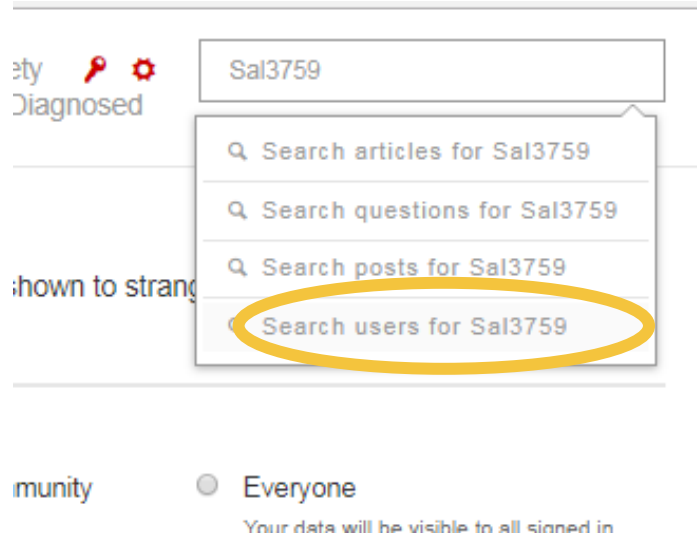 ety
Diagnosed
Sal3759
Search articles for Sal3759
Search questions for Sal3759
Search posts for Sal3759
shown to strang
Search users for Sal3759
munity
Everyone
Your data will be visible to all signed in